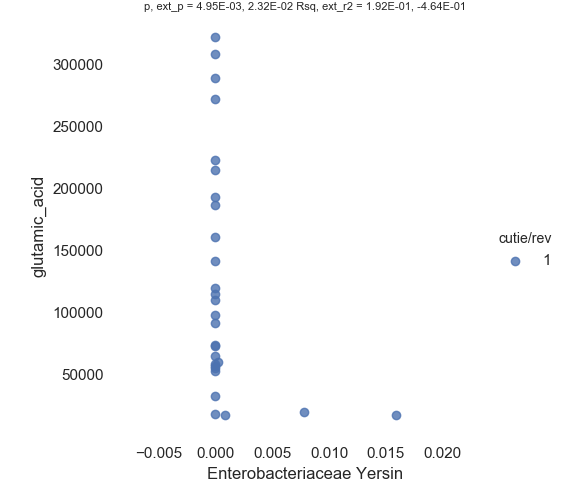 p, ext_p = 4.95E-03, 2.32E-02 Rsq, ext_r2 = 1.92E-01, -4.64E-01
300000
250000
200000
150000
100000
50000
glutamic_acid
cutie/rev
1
−0.005 0.000 0.005 0.010 0.015 0.020
Enterobacteriaceae Yersin